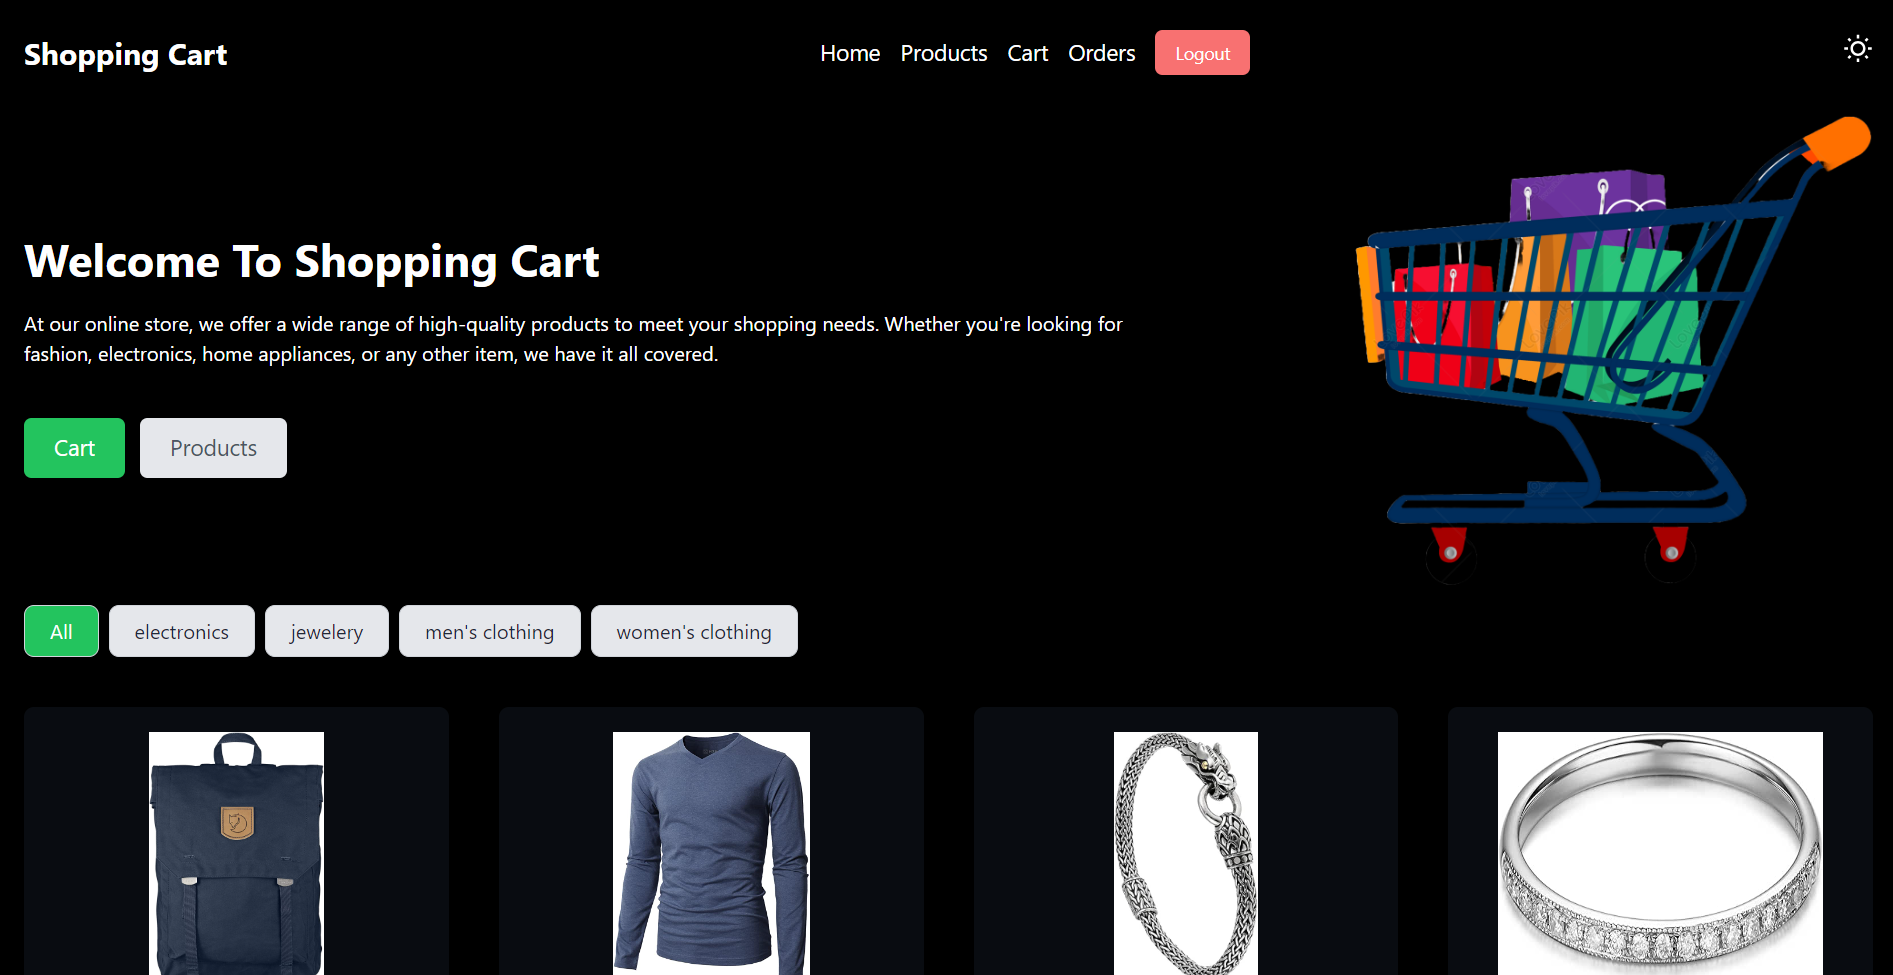 Shopping Cart
Home Products Cart Orders Logout
Welcome To Shopping Cart
At our online store, we offer a wide range of high-quality products to meet your shopping needs. Whether you're looking for
fashion, electronics, home appliances, or any other item, we have it all covered.
Cart Products
All electronics jewelery men's clothing women's clothing